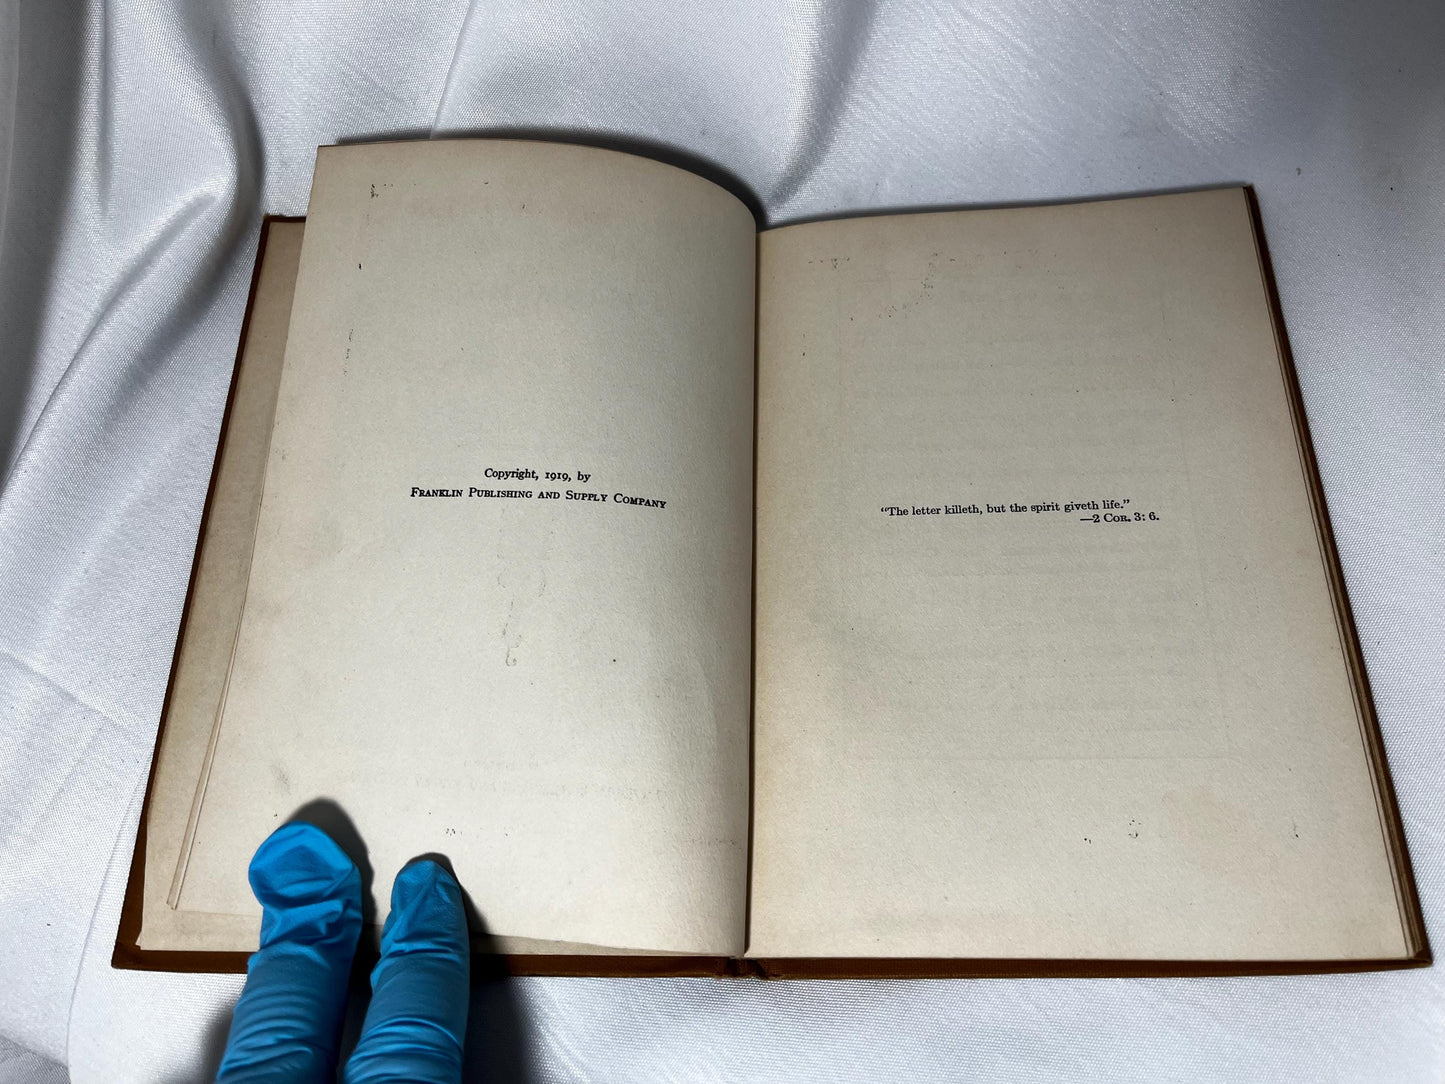 Copyright, 1919, by
Franklin Publishing and Supply Company
“The letter killeth, but the spirit giveth life.”
—2 Cor. 3: 6.